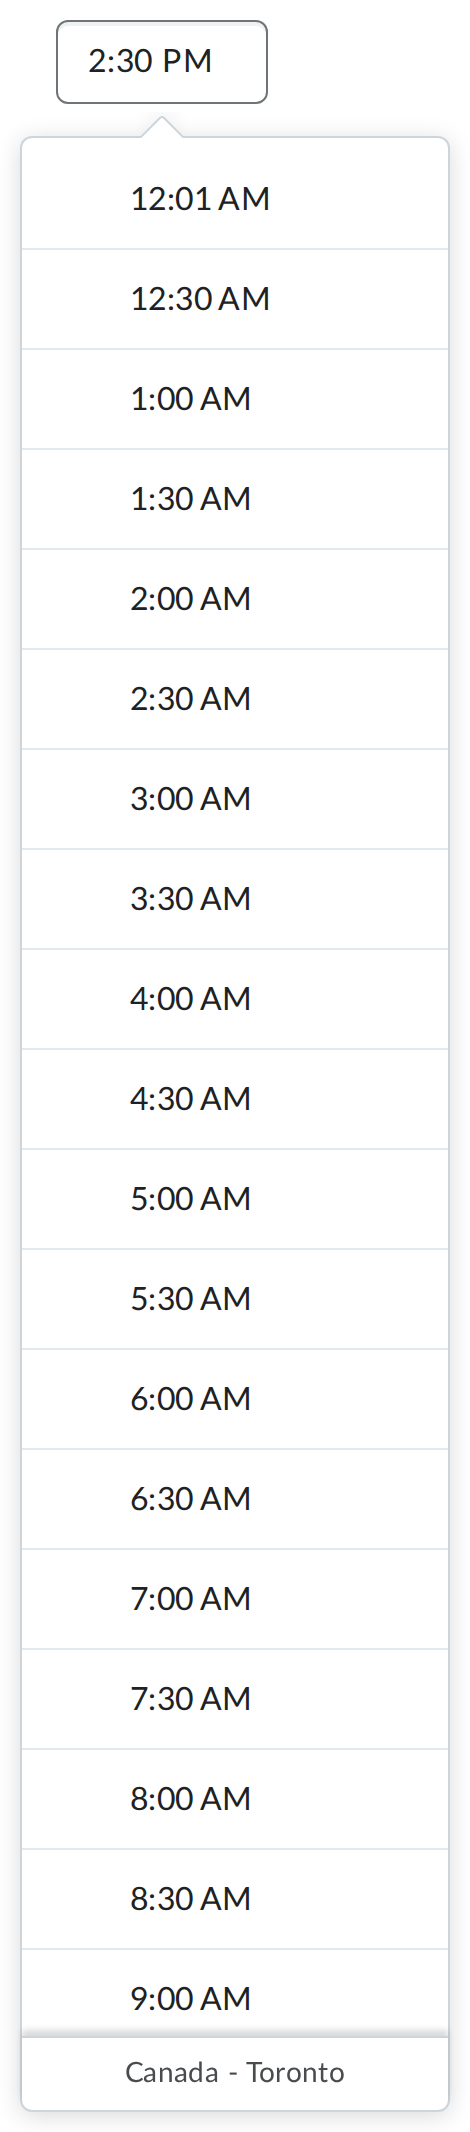 2:30 PM
12:01 AM
12:30 AM
1:00 AM
1:30 AM
2:00 AM
2:30 AM
3:00 AM
3:30 AM
4:00 AM
4:30 AM
5:00 AM
5:30 AM
6:00 AM
6:30 AM
7:00 AM
7:30 AM
8:00 AM
8:30 AM
9:00 AM
Canada - Toronto